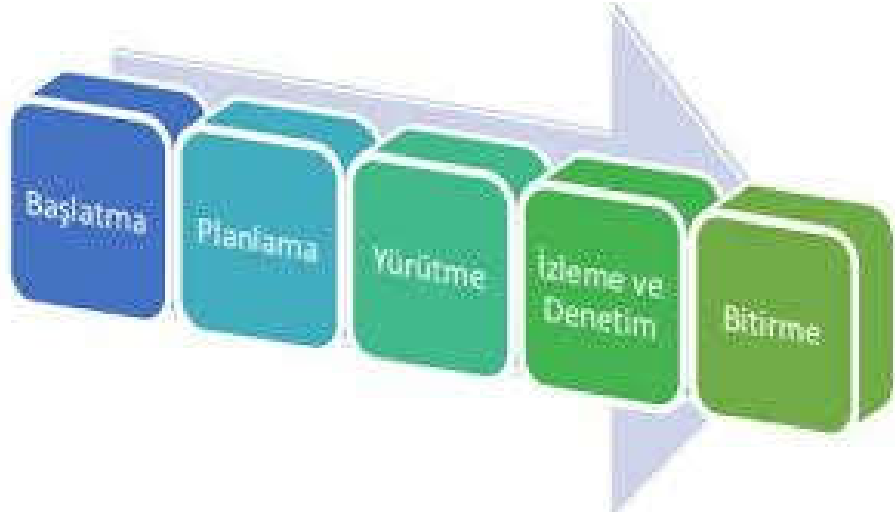 Başlatma
Planlama
Yürütme
İzleme ve
Denetim
Bitirme